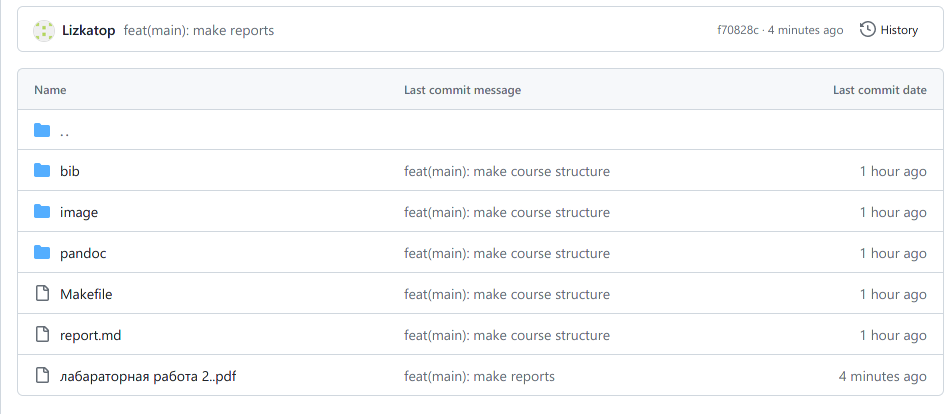 Lizkatop feat(main): make reports f70828c · 4 minutes ago History
Name Last commit message Last commit date
..
bib feat(main): make course structure 1 hour ago
image feat(main): make course structure 1 hour ago
pandoc feat(main): make course structure 1 hour ago
Makefile feat(main): make course structure 1 hour ago
report.md feat(main): make course structure 1 hour ago
лабараторная работа 2..pdf feat(main): make reports 4 minutes ago